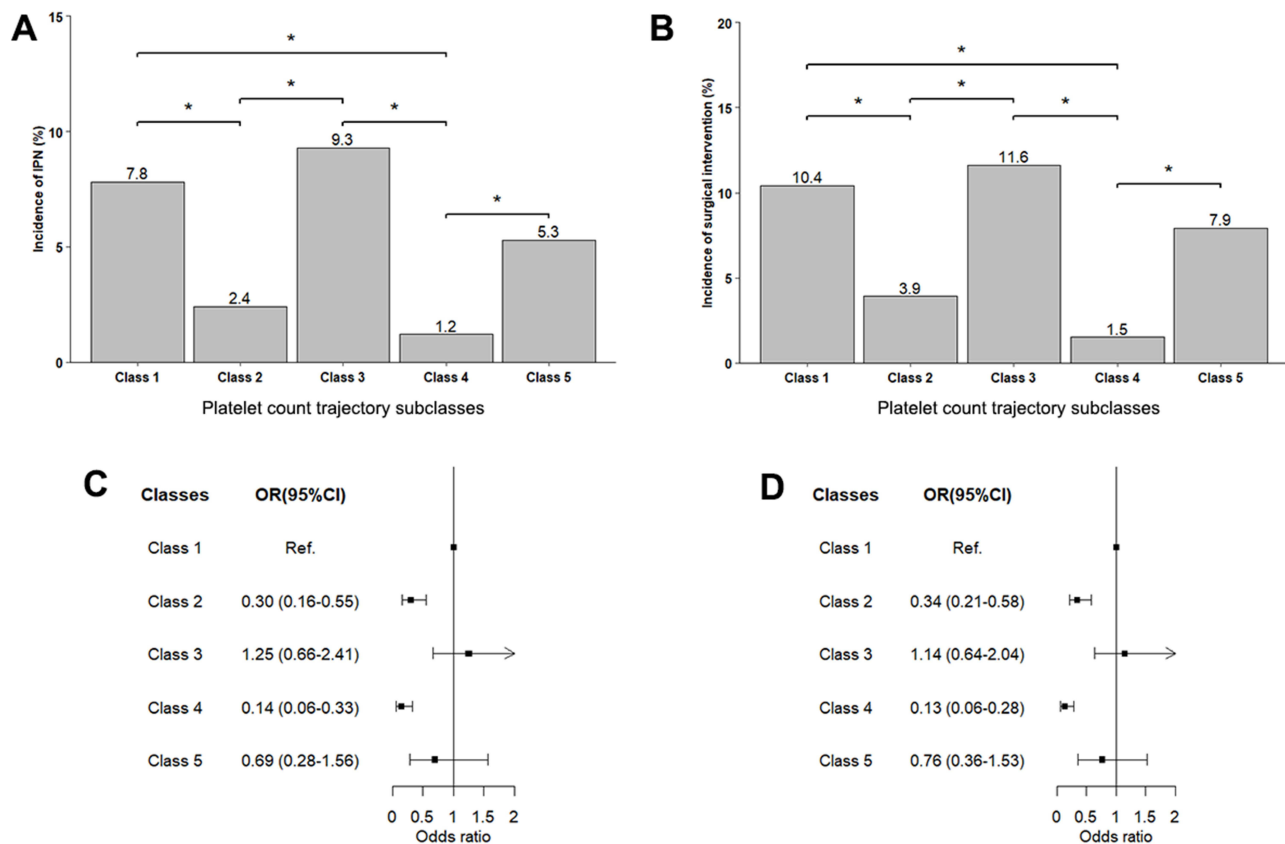 A
Incidence of IPN (%)
15
10
5
0
*
*
*
*
*
7.8
2.4
9.3
1.2
5.3
Class 1 Class 2 Class 3 Class 4 Class 5
Platelet count trajectory subclasses
B
Incidence of surgical intervention (%)
20
15
10
5
0
*
*
*
*
*
10.4
3.9
11.6
1.5
7.9
Class 1 Class 2 Class 3 Class 4 Class 5
Platelet count trajectory subclasses
C
Classes OR(95%CI)
Class 1 Ref.
Class 2 0.30 (0.16-0.55)
Class 3 1.25 (0.66-2.41)
Class 4 0.14 (0.06-0.33)
Class 5 0.69 (0.28-1.56)
0 0.5 1 1.5 2
Odds ratio
D
Classes OR(95%CI)
Class 1 Ref.
Class 2 0.34 (0.21-0.58)
Class 3 1.14 (0.64-2.04)
Class 4 0.13 (0.06-0.28)
Class 5 0.76 (0.36-1.53)
0 0.5 1 1.5 2
Odds ratio